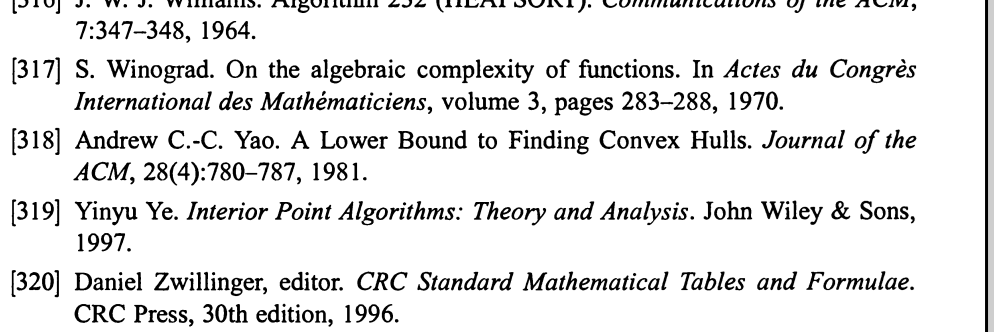 [316] J. W. J. Williams. Algorithm 232 (HEAPSORT). Communications of the ACM,
7:347–348, 1964.
[317] S. Winograd. On the algebraic complexity of functions. In Actes du Congrès
International des Mathématiciens, volume 3, pages 283–288, 1970.
[318] Andrew C.-C. Yao. A Lower Bound to Finding Convex Hulls. Journal of the
ACM, 28(4):780–787, 1981.
[319] Yinyu Ye. Interior Point Algorithms: Theory and Analysis. John Wiley & Sons,
1997.
[320] Daniel Zwillinger, editor. CRC Standard Mathematical Tables and Formulae.
CRC Press, 30th edition, 1996.